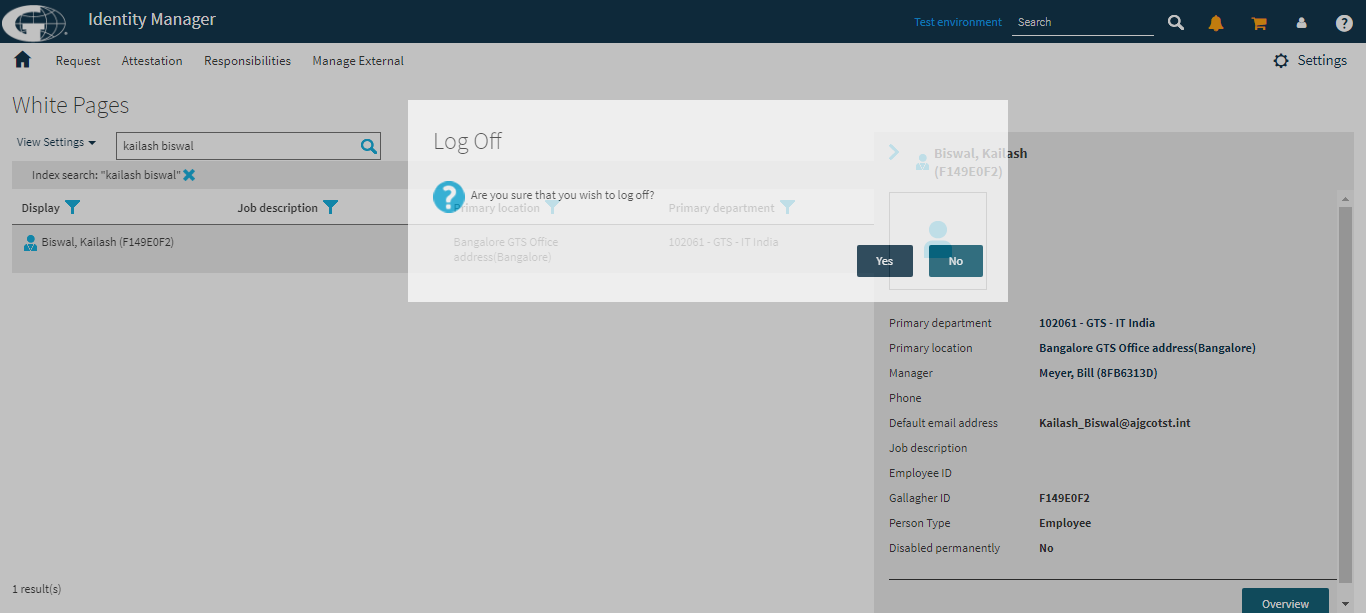 Identity Manager
Test environment
Search
Request
Attestation
Responsibilities
Manage External
Settings
White Pages
View Settings
kailash biswal
Index search: "kailash biswal"
Display
Job description
Primary location
Primary department
Biswal, Kailash (F149E0F2)
Bangalore GTS Office
address(Bangalore)
102061 - GTS - IT India
1 result(s)
Log Off
Are you sure that you wish to log off?
Yes
No
Biswal, Kailash
(F149E0F2)
Primary department 102061 - GTS - IT India
Primary location Bangalore GTS Office address(Bangalore)
Manager Meyer, Bill (8FB6313D)
Phone
Default email address Kailash_Biswal@ajgcotst.int
Job description
Employee ID
Gallagher ID F149E0F2
Person Type Employee
Disabled permanently No
Overview